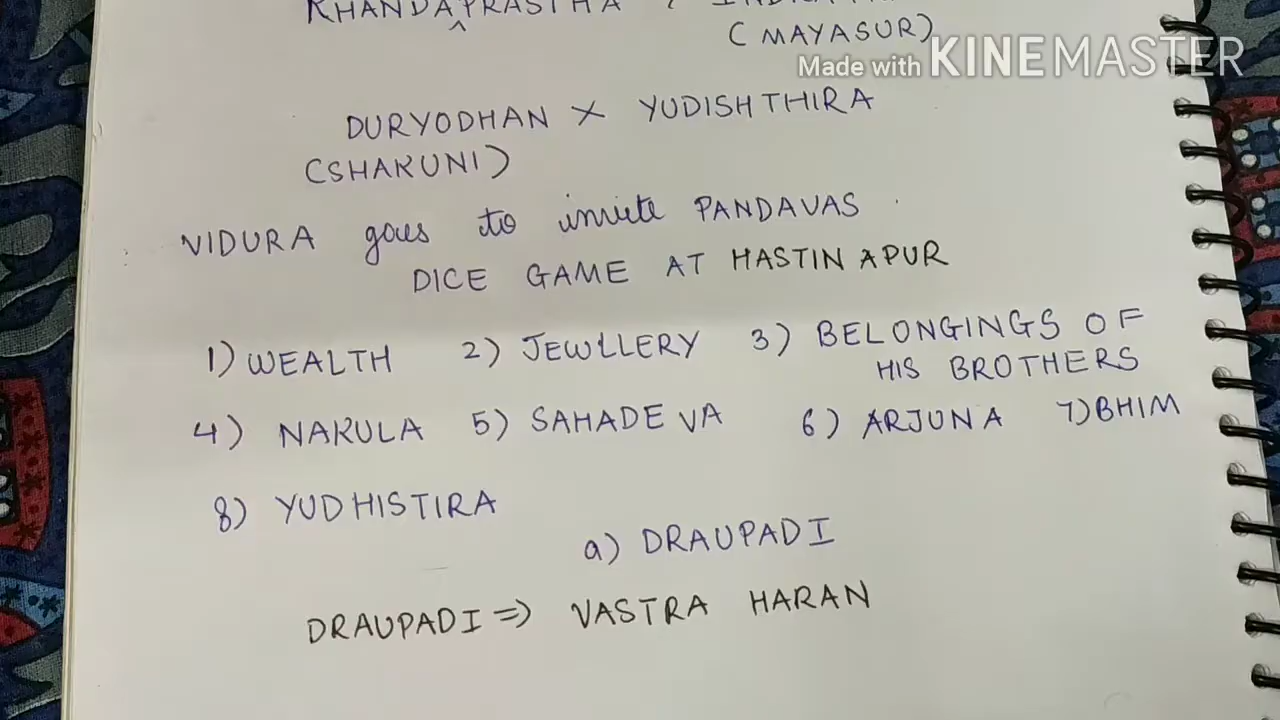 KHANDAPRASTHA
(MAYASUR)
Made with KINEMASTER
DURYODHAN X YUDISHTHIRA
(SHAKUNI)
VIDURA goes to invite PANDAVAS
DICE GAME AT HASTINAPUR
1) WEALTH 2) JEWLLERY 3) BELONGINGS OF
HIS BROTHERS
4) NAKULA 5) SAHADEVA 6) ARJUNA 7) BHIM
8) YUDHISTIRA
a) DRAUPADI
DRAUPADI => VASTRA HARAN